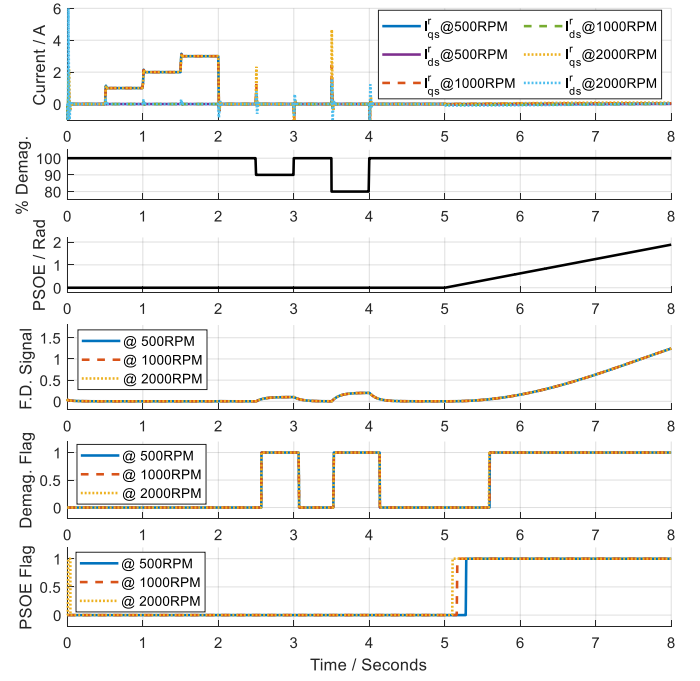 Current / A
6
4
2
0
I^r_qs@500RPM
I^r_ds@1000RPM
I^r_ds@500RPM
I^r_qs@2000RPM
I^r_qs@1000RPM
I^r_ds@2000RPM
0 1 2 3 4 5 6 7 8
% Demag.
100
90
80
0 1 2 3 4 5 6 7 8
PSOE / Rad
2
1
0
0 1 2 3 4 5 6 7 8
F.D. Signal
1.5
1
0.5
0
@ 500RPM
@ 1000RPM
@ 2000RPM
0 1 2 3 4 5 6 7 8
Demag. Flag
1
0.5
0
@ 500RPM
@ 1000RPM
@ 2000RPM
0 1 2 3 4 5 6 7 8
PSOE Flag
1
0.5
0
@ 500RPM
@ 1000RPM
@ 2000RPM
0 1 2 3 4 5 6 7 8
Time / Seconds